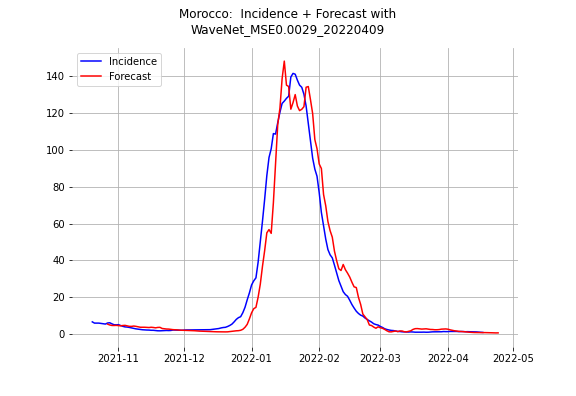 Morocco:  Incidence + Forecast with
WaveNet_MSE0.0029_20220409
Incidence
Forecast
140
120
100
80
60
40
20
0
2021-11 2021-12 2022-01 2022-02 2022-03 2022-04 2022-05